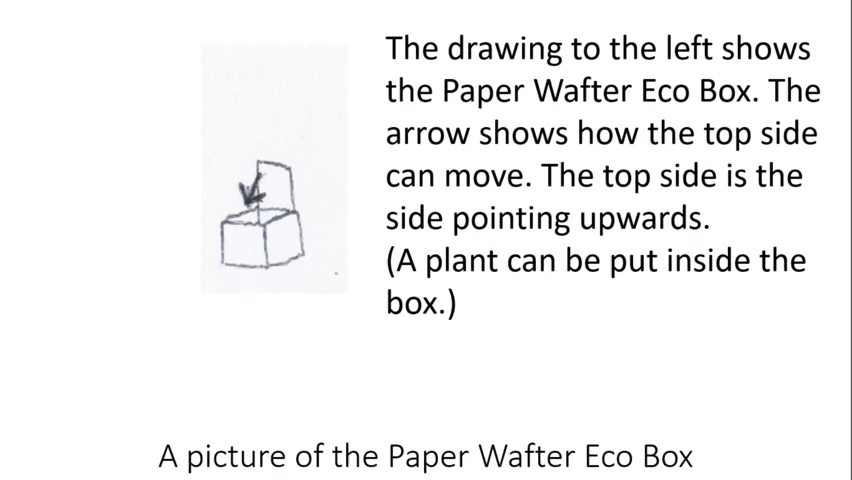 The drawing to the left shows
the Paper Wafter Eco Box. The
arrow shows how the top side
can move. The top side is the
side pointing upwards.
(A plant can be put inside the
box.)
A picture of the Paper Wafter Eco Box